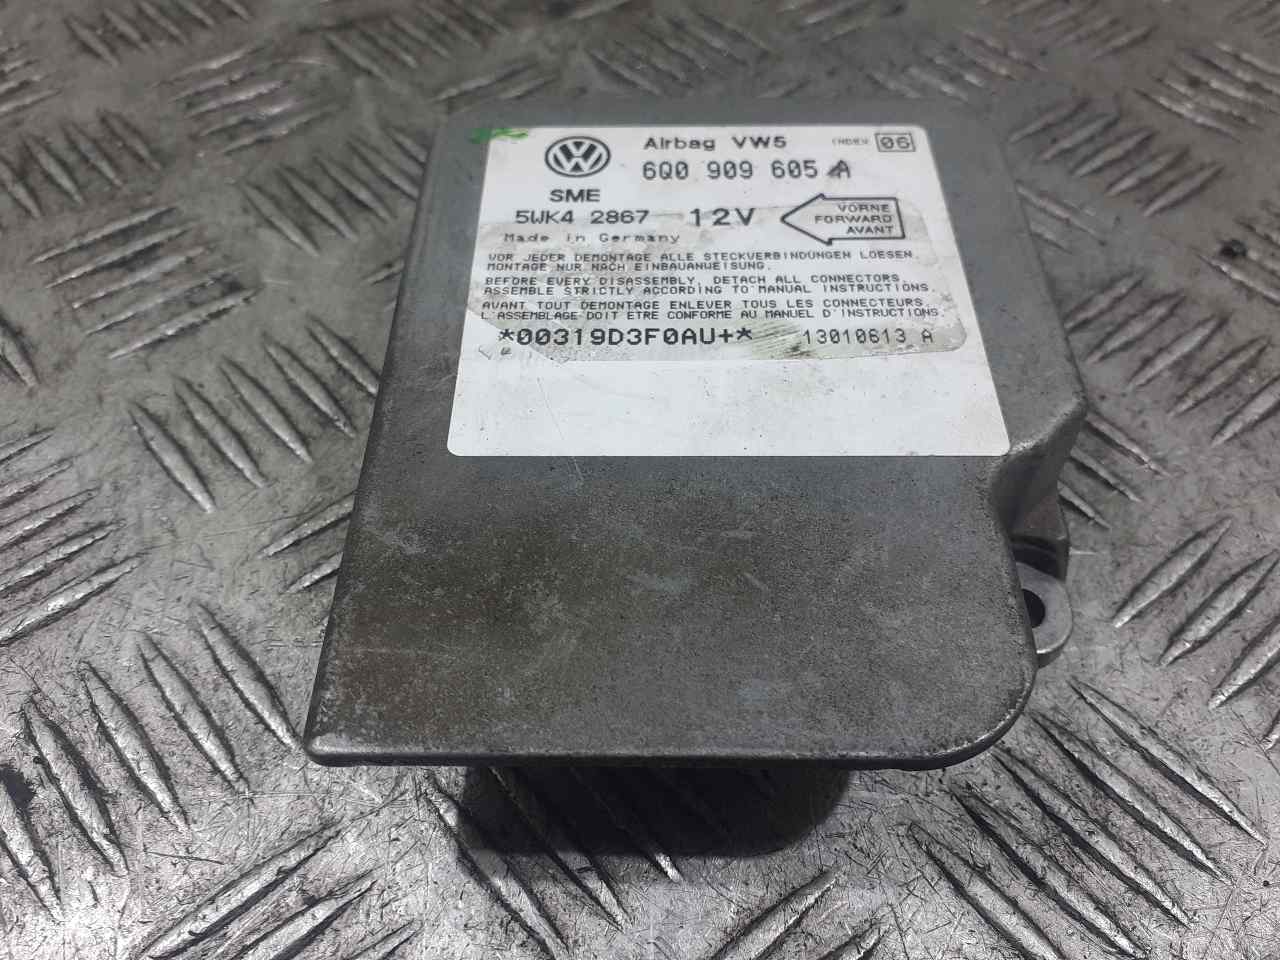 Airbag VW5 INDEX 06
6Q0 909 605 A
SME
5WK4 2867 12V
VORNE
FORWARD
AVANT
Made in Germany
VOR JEDER DEMONTAGE ALLE STECKVERBINDUNGEN LOESEN.
MONTAGE NUR NACH EINBAUANWEISUNG.
BEFORE EVERY DISASSEMBLY, DETACH ALL CONNECTORS.
ASSEMBLE STRICTLY ACCORDING TO MANUAL INSTRUCTIONS.
AVANT TOUT DEMONTAGE ENLEVER TOUS LES CONNECTEURS.
L'ASSEMBLAGE DOIT ETRE CONFORME AU MANUEL D'INSTRUCTIONS.
*00319D3F0AU+* 13010613 A